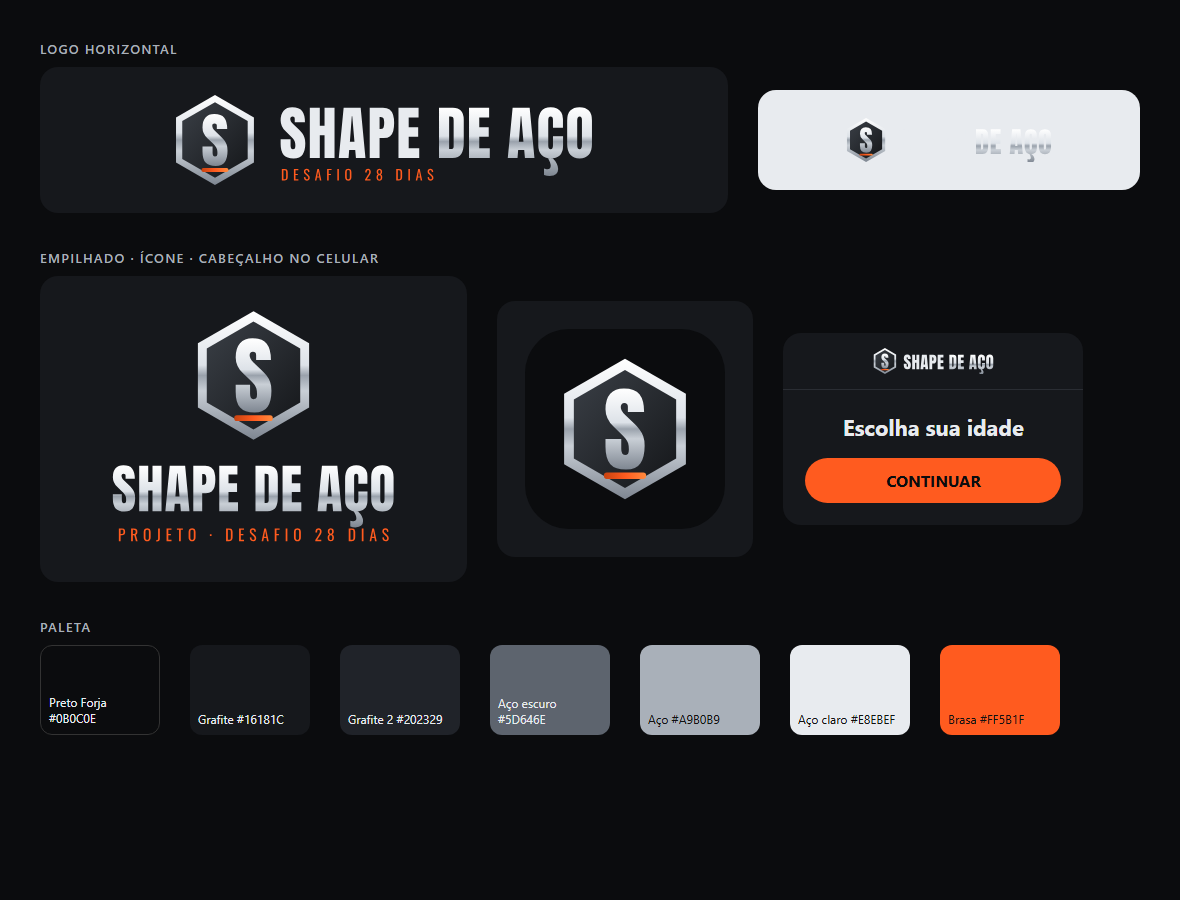 LOGO HORIZONTAL
S
SHAPE DE AÇO
DESAFIO 28 DIAS
S
DE AÇO
EMPILHADO · ÍCONE · CABEÇALHO NO CELULAR
S
SHAPE DE AÇO
PROJETO · DESAFIO 28 DIAS
S
S
SHAPE DE AÇO
Escolha sua idade
CONTINUAR
PALETA
Preto Forja
#0B0C0E
Grafite #16181C
Grafite 2 #202329
Aço escuro
#5D646E
Aço #A9B0B9
Aço claro #E8EBEF
Brasa #FF5B1F